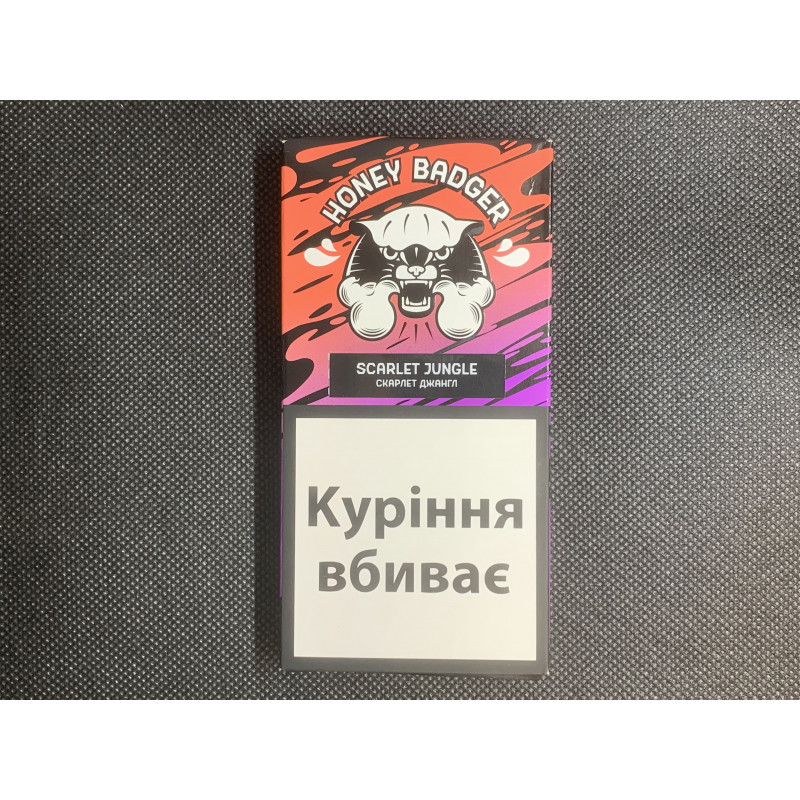 HONEY BADGER
SCARLET JUNGLE
СКАРЛЕТ ДЖАНГЛ
Куріння
вбиває